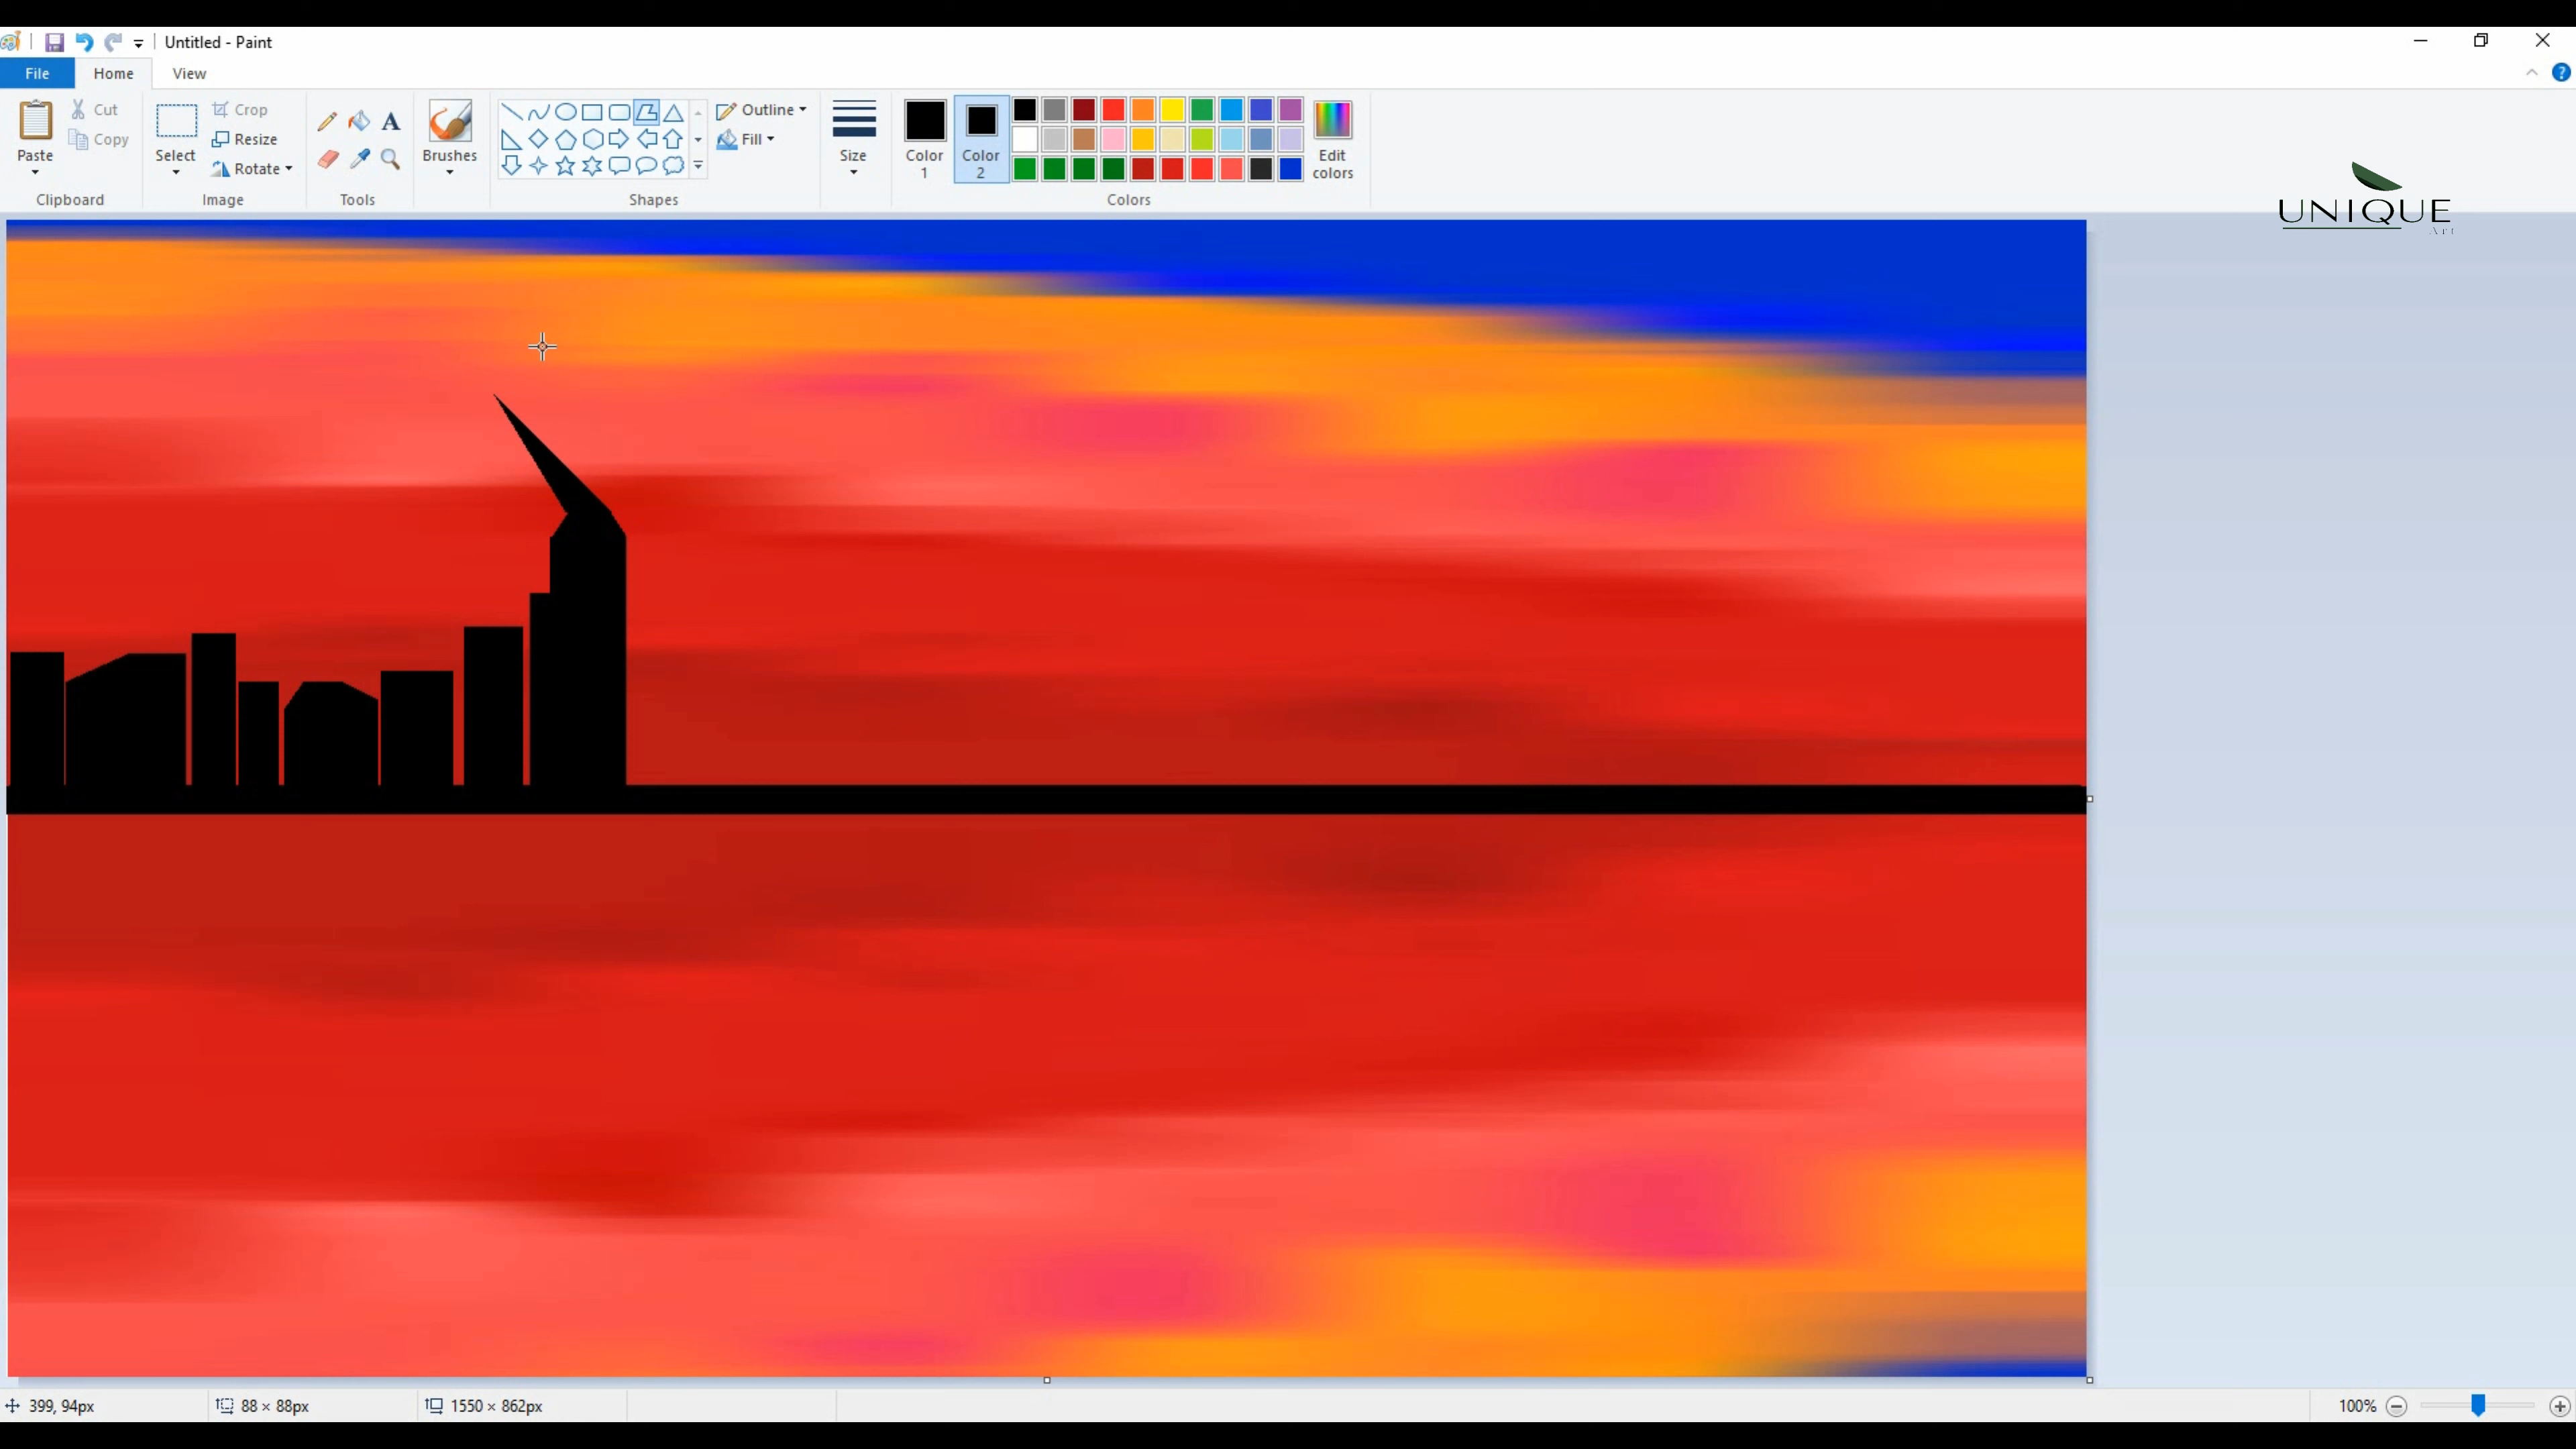 Untitled - Paint
File Home View
Paste Cut Copy Clipboard
Select Crop Resize Rotate Image
A Tools
Brushes
Outline Fill Shapes
Size
Color 1 Color 2 Edit colors Colors
UNIQUE
Art
399, 94px 88 × 88px 1550 × 862px 100%